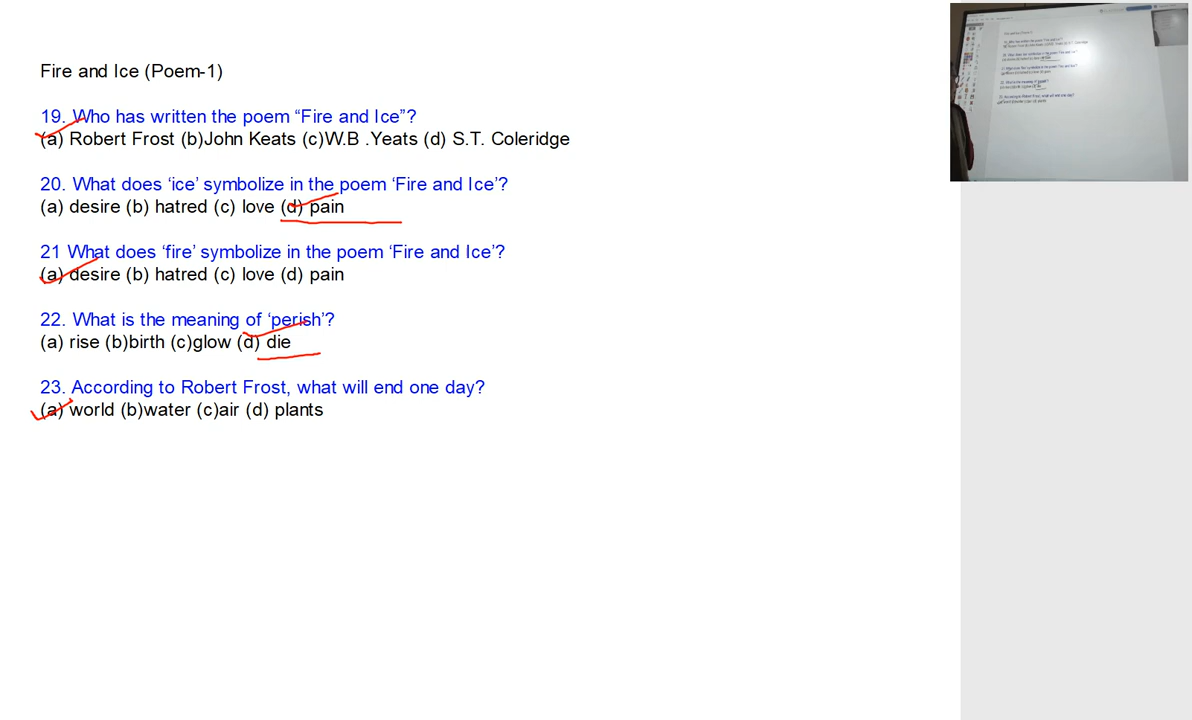 Fire and Ice (Poem-1)
19. Who has written the poem “Fire and Ice”?
(a) Robert Frost (b)John Keats (c)W.B .Yeats (d) S.T. Coleridge
20. What does ‘ice’ symbolize in the poem ‘Fire and Ice’?
(a) desire (b) hatred (c) love (d) pain
21 What does ‘fire’ symbolize in the poem ‘Fire and Ice’?
(a) desire (b) hatred (c) love (d) pain
22. What is the meaning of ‘perish’?
(a) rise (b)birth (c)glow (d) die
23. According to Robert Frost, what will end one day?
(a) world (b)water (c)air (d) plants